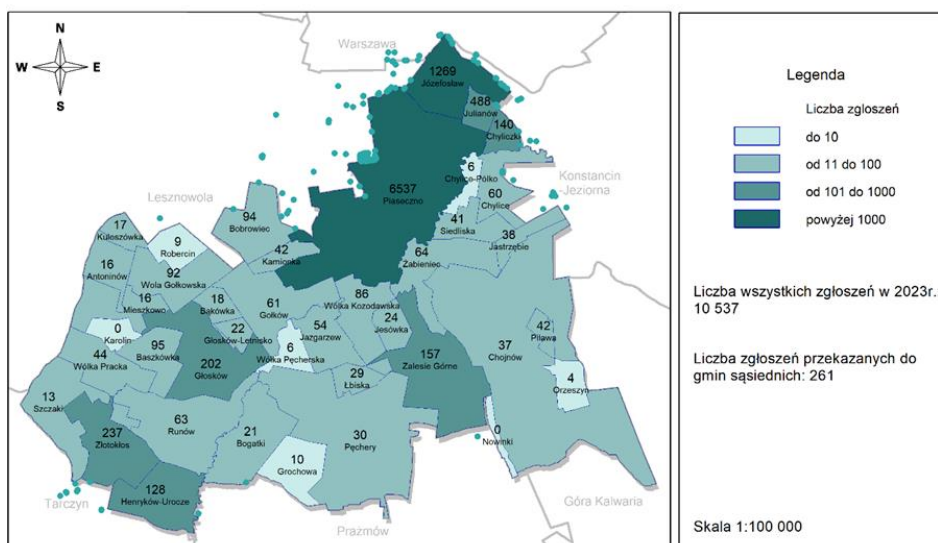 N
W E
S
Warszawa
1269
Józefosław
488
Julianów
140
Chyliczki
6
Chylice-Pólko
Konstancin
-Jeziorna
6537
Piaseczno
60
Chylice
Lesznowola
94
Bobrowiec
41
Siedliska
17
Kuleszówka
9
Robercin
38
Jastrzębie
42
Kamionka
64
Żabieniec
16
Antoninów
92
Wola Gołkowska
86
Wólka Kozodawska
16
Mieszkowo
18
Bąkówka
61
Gołków
24
Jesówka
0
Karolin
22
Głosków-Letnisko
54
Jazgarzew
42
Pilawa
95
Baszkówka
6
Wólka Pęcherska
37
Chojnów
44
Wólka Pracka
202
Głosków
157
Zalesie Górne
29
Łbiska
4
Orzeszyn
13
Szczaki
63
Runów
21
Bogatki
30
Pęchery
0
Nowinki
237
Złotokłos
10
Grochowa
128
Henryków-Urocze
Tarczyn
Prażmów
Góra Kalwaria
Legenda
Liczba zgłoszeń
do 10
od 11 do 100
od 101 do 1000
powyżej 1000
Liczba wszystkich zgłoszeń w 2023r.:
10 537
Liczba zgłoszeń przekazanych do
gmin sąsiednich: 261
Skala 1:100 000